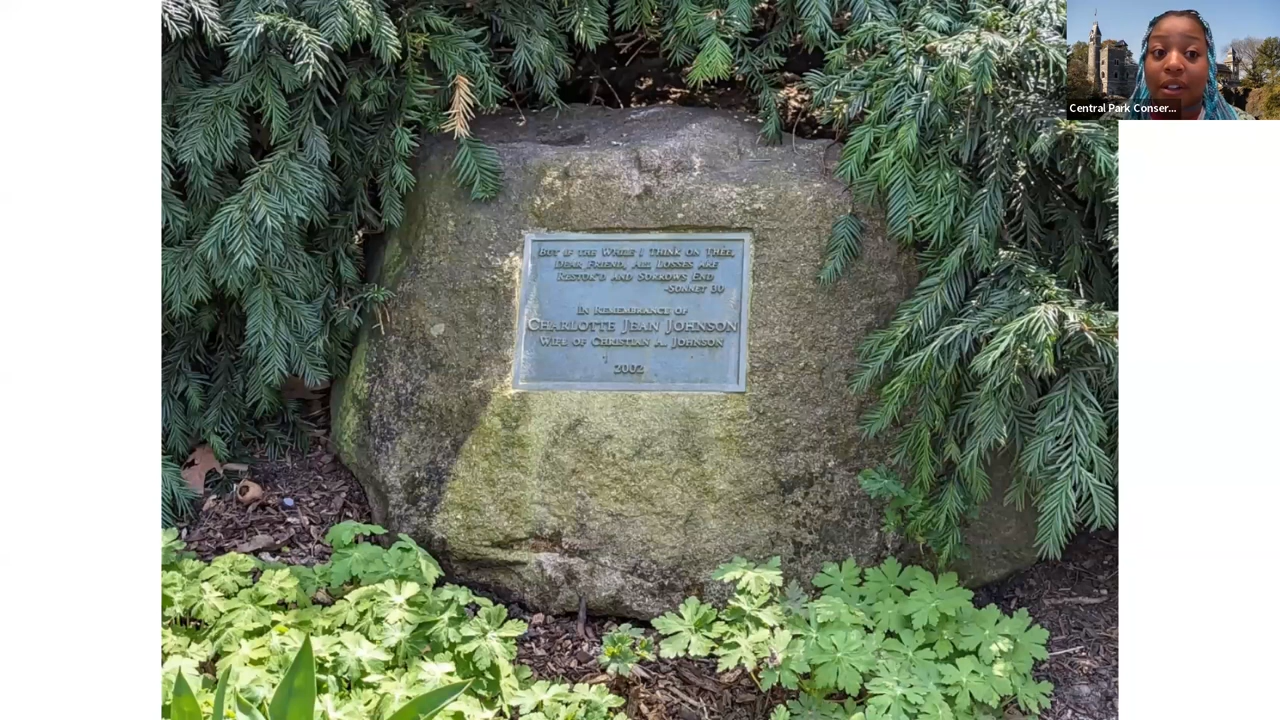 But if the While I Think on Thee,
Dear Friend, All Losses are
Restor'd and Sorrows End
-Sonnet 30
In Remembrance of
Charlotte Jean Johnson
Wife of Christian A. Johnson
2002
Central Park Conser...